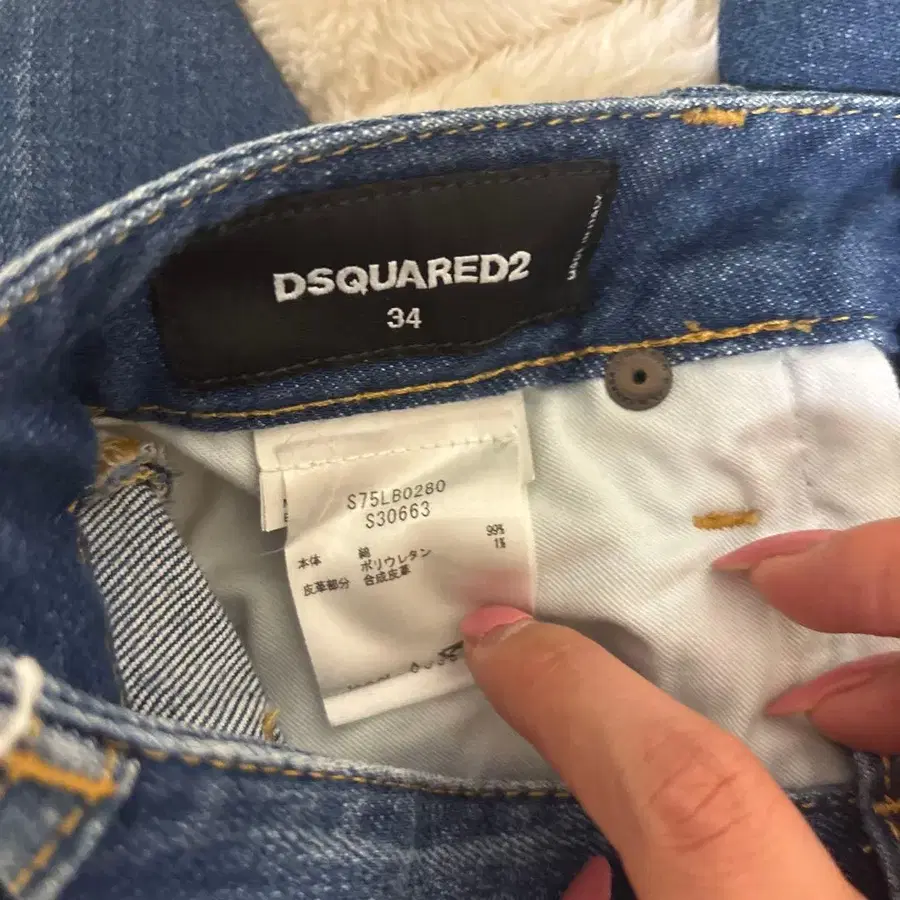 DSQUARED2
34
MADE IN ITALY
S75LB0280
S30663
本体 綿 99%
ポリウレタン 1%
皮革部分 合成皮革